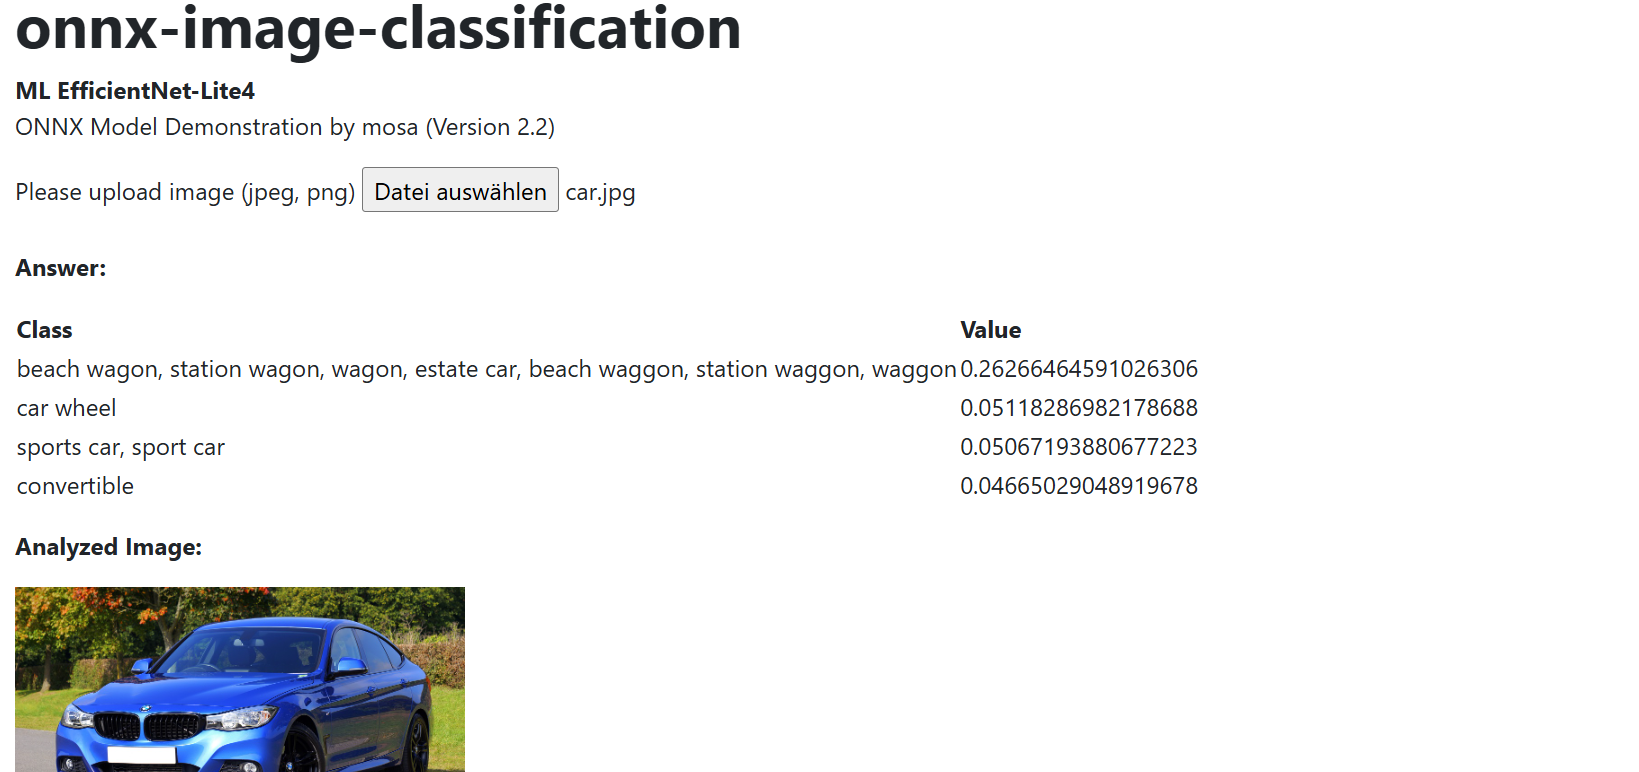 onnx-image-classification
ML EfficientNet-Lite4
ONNX Model Demonstration by mosa (Version 2.2)
Please upload image (jpeg, png) Datei auswählen car.jpg
Answer:
Class Value
beach wagon, station wagon, wagon, estate car, beach waggon, station waggon, waggon 0.26266464591026306
car wheel 0.05118286982178688
sports car, sport car 0.05067193880677223
convertible 0.04665029048919678
Analyzed Image: